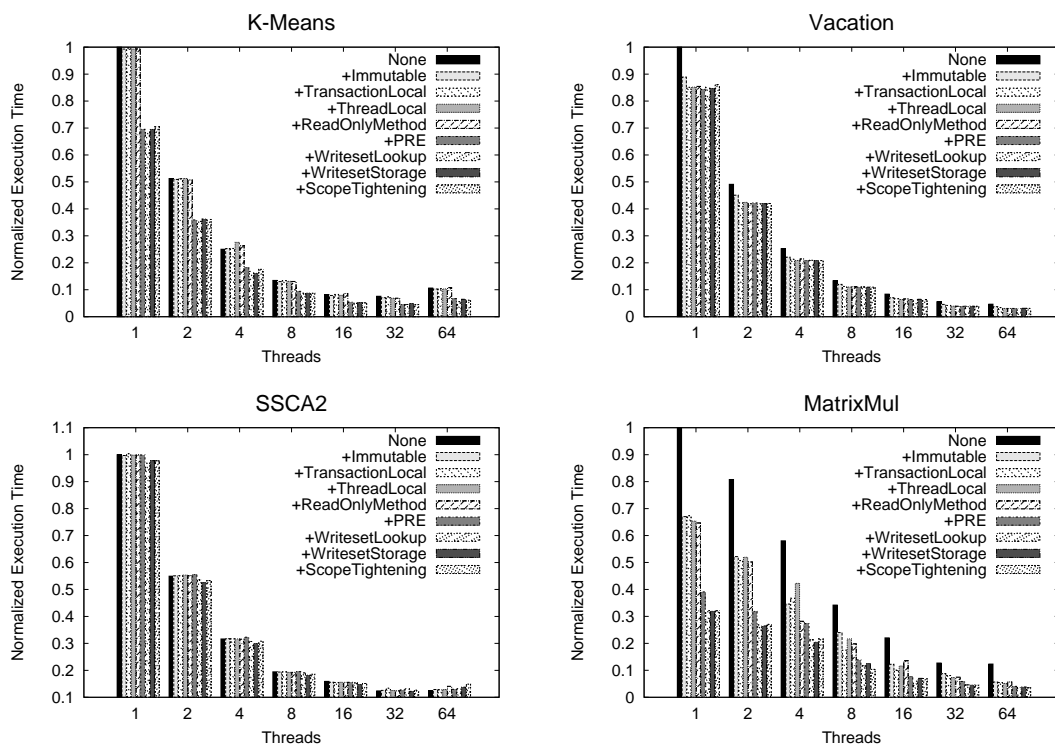 K-Means
1
0.9
0.8
0.7
0.6
0.5
0.4
0.3
0.2
0.1
0
Normalized Execution Time
None
+Immutable
+TransactionLocal
+ThreadLocal
+ReadOnlyMethod
+PRE
+WritesetLookup
+WritesetStorage
+ScopeTightening
1 2 4 8 16 32 64
Threads
Vacation
1
0.9
0.8
0.7
0.6
0.5
0.4
0.3
0.2
0.1
0
Normalized Execution Time
None
+Immutable
+TransactionLocal
+ThreadLocal
+ReadOnlyMethod
+PRE
+WritesetLookup
+WritesetStorage
+ScopeTightening
1 2 4 8 16 32 64
Threads
SSCA2
1.1
1
0.9
0.8
0.7
0.6
0.5
0.4
0.3
0.2
0.1
Normalized Execution Time
None
+Immutable
+TransactionLocal
+ThreadLocal
+ReadOnlyMethod
+PRE
+WritesetLookup
+WritesetStorage
+ScopeTightening
1 2 4 8 16 32 64
Threads
MatrixMul
1
0.9
0.8
0.7
0.6
0.5
0.4
0.3
0.2
0.1
0
Normalized Execution Time
None
+Immutable
+TransactionLocal
+ThreadLocal
+ReadOnlyMethod
+PRE
+WritesetLookup
+WritesetStorage
+ScopeTightening
1 2 4 8 16 32 64
Threads